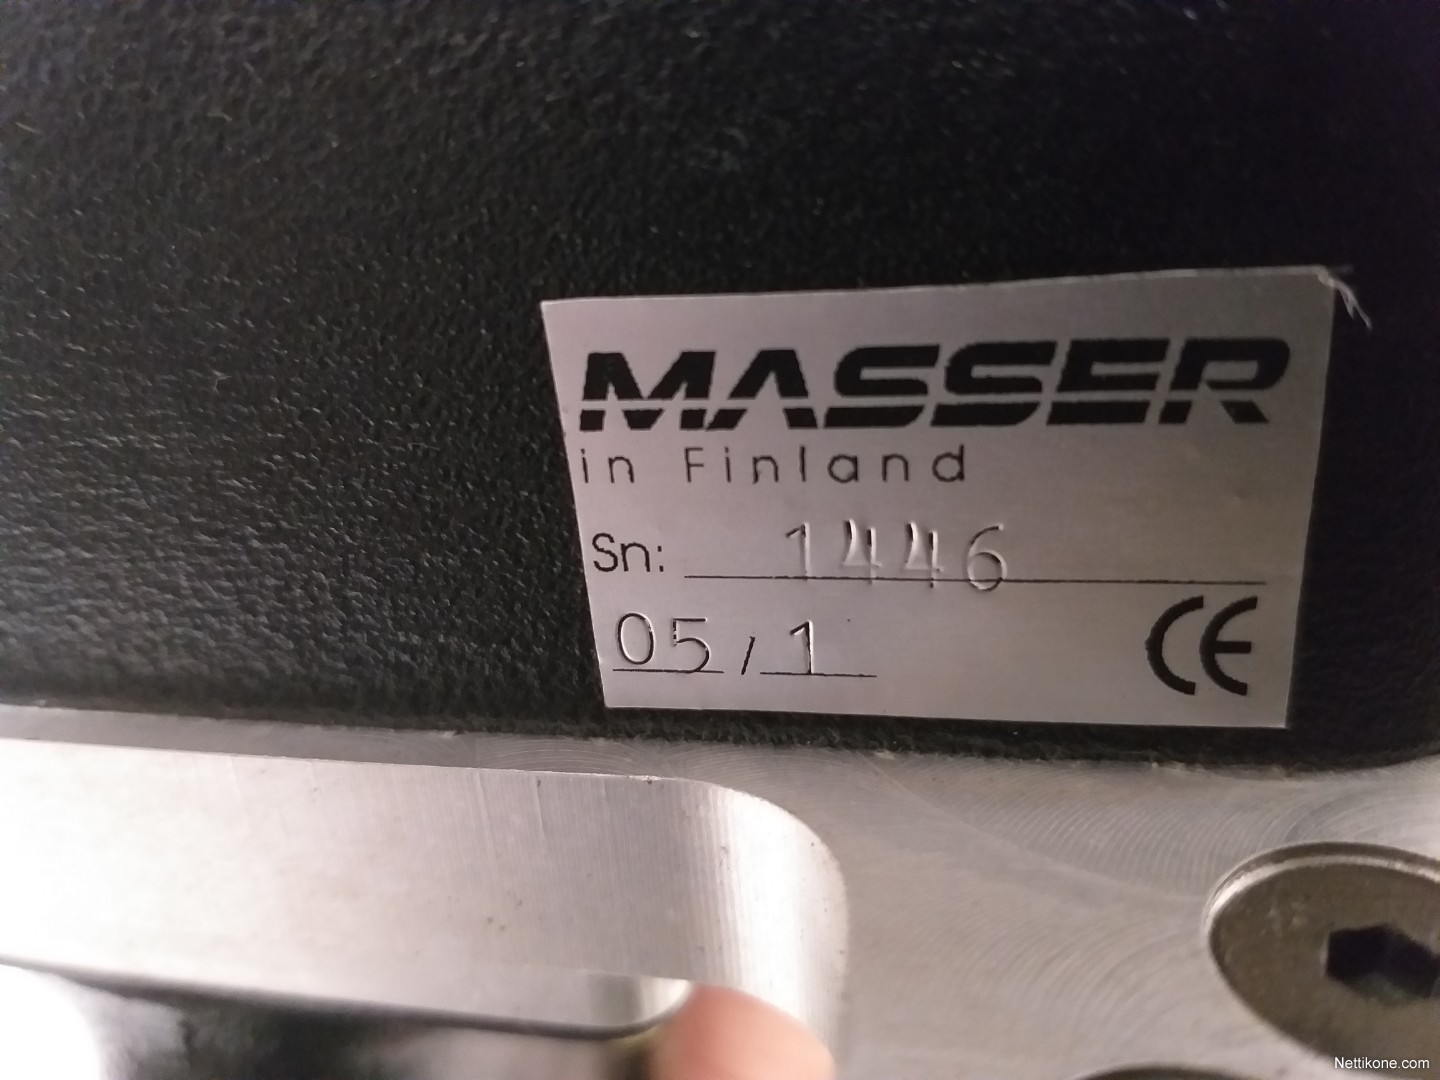 MASSER
in Finland
Sn: 1446
05/1
CE
Nettikone.com